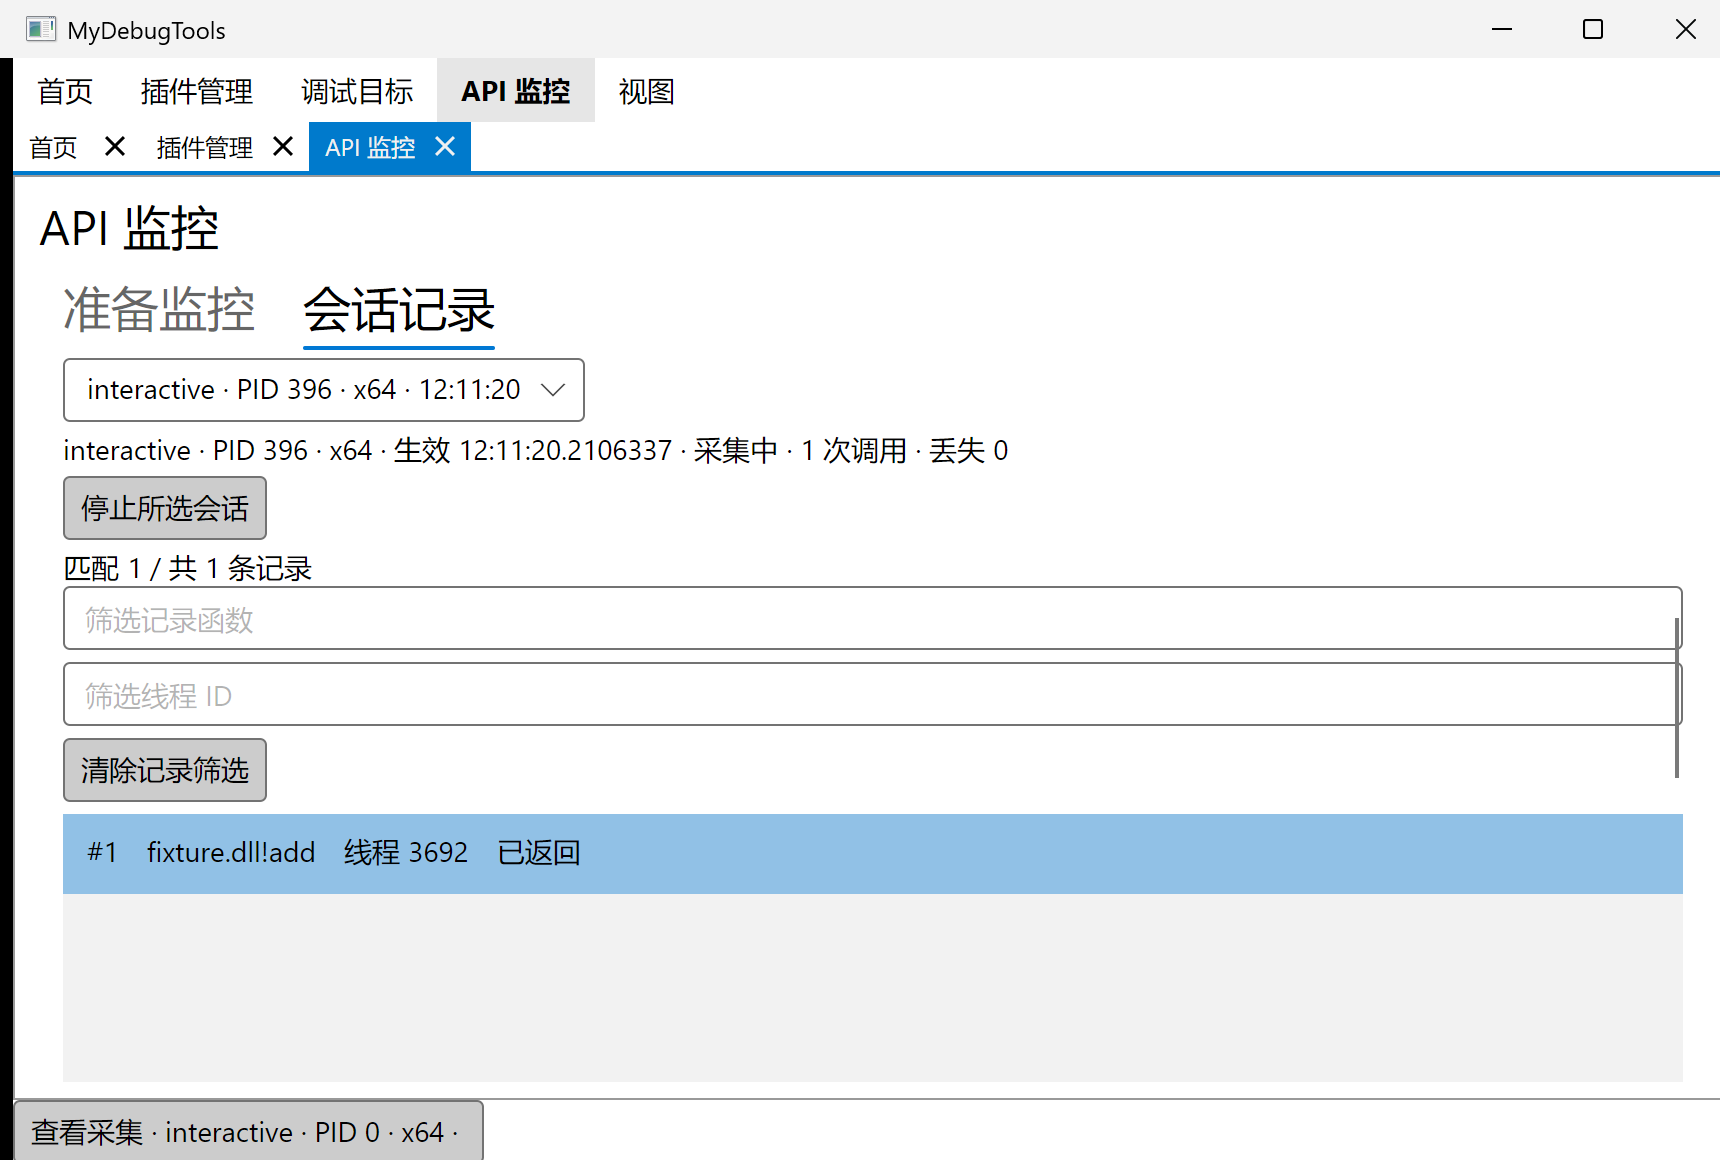 MyDebugTools
首页 插件管理 调试目标 API 监控 视图
首页 插件管理 API 监控
API 监控
准备监控 会话记录
interactive · PID 396 · x64 · 12:11:20
interactive · PID 396 · x64 · 生效 12:11:20.2106337 · 采集中 · 1 次调用 · 丢失 0
停止所选会话
匹配 1 / 共 1 条记录
筛选记录函数
筛选线程 ID
清除记录筛选
#1 fixture.dll!add 线程 3692 已返回
查看采集 · interactive · PID 0 · x64 ·